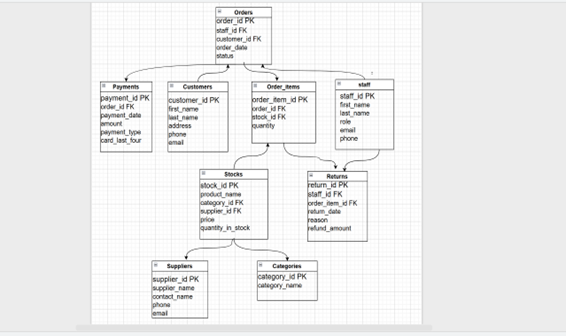 Orders
order_id PK
staff_id FK
customer_id FK
order_date
status
Payments
payment_id PK
order_id FK
payment_date
amount
payment_type
card_last_four
Customers
customer_id PK
first_name
last_name
address
phone
email
Order_items
order_item_id PK
order_id FK
stock_id FK
quantity
staff
staff_id PK
first_name
last_name
role
email
phone
Stocks
stock_id PK
product_name
category_id FK
supplier_id FK
price
quantity_in_stock
Returns
return_id PK
staff_id FK
order_item_id FK
return_date
reason
refund_amount
Suppliers
supplier_id PK
supplier_name
contact_name
phone
email
Categories
category_id PK
category_name